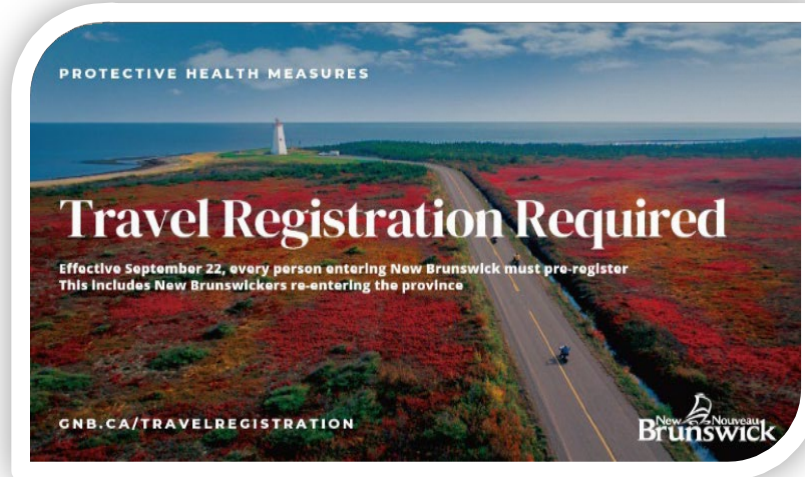 PROTECTIVE HEALTH MEASURES
Travel Registration Required
Effective September 22, every person entering New Brunswick must pre-register
This includes New Brunswickers re-entering the province
GNB.CA/TRAVELREGISTRATION
New Nouveau
Brunswick